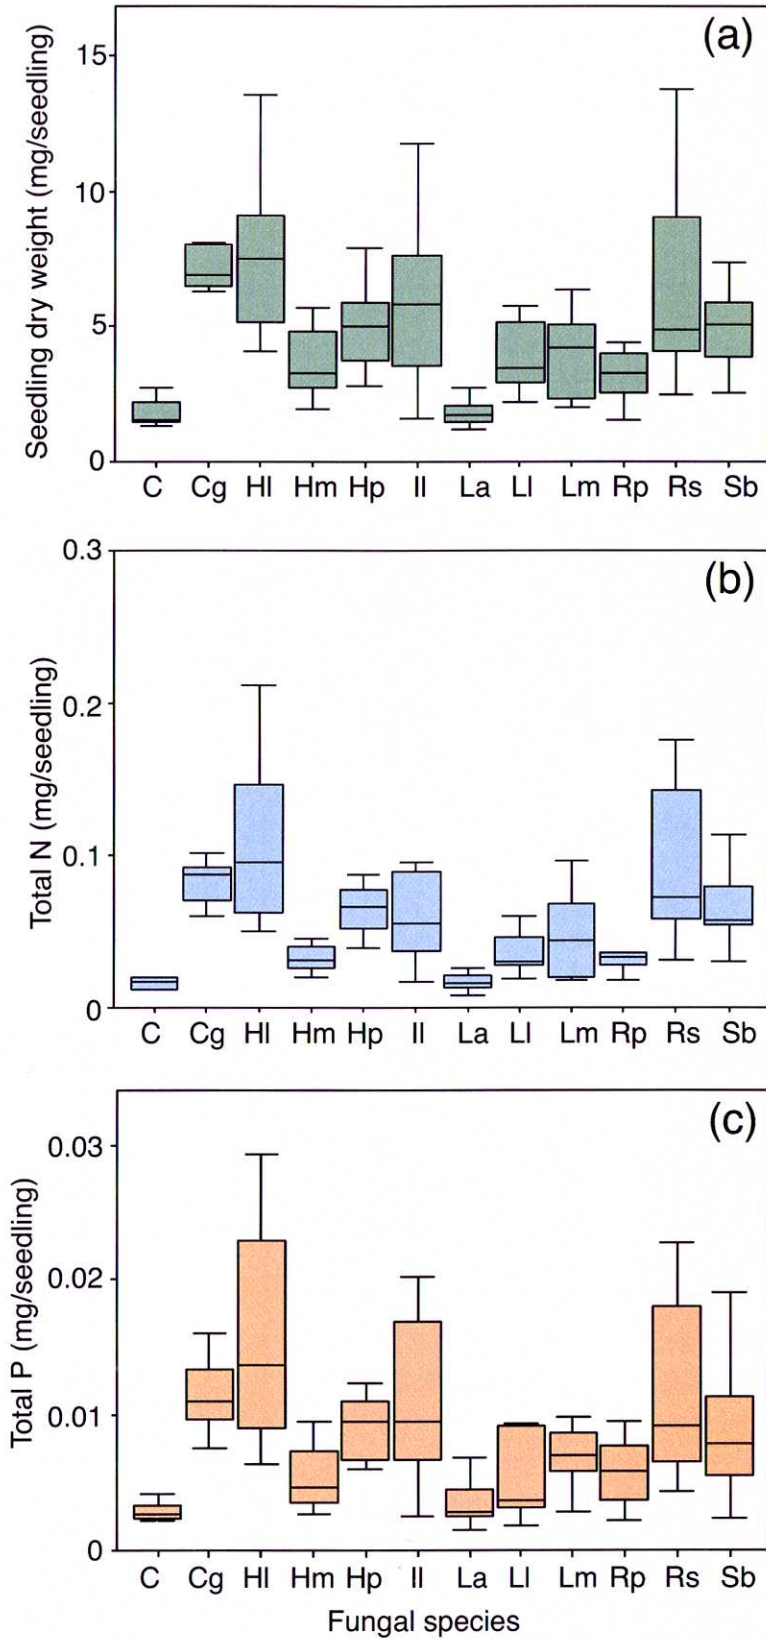 (a)
Seedling dry weight (mg/seedling)
15
10
5
0
C Cg Hl Hm Hp Il La Ll Lm Rp Rs Sb
(b)
Total N (mg/seedling)
0.3
0.2
0.1
0
C Cg Hl Hm Hp Il La Ll Lm Rp Rs Sb
(c)
Total P (mg/seedling)
0.03
0.02
0.01
0
C Cg Hl Hm Hp Il La Ll Lm Rp Rs Sb
Fungal species